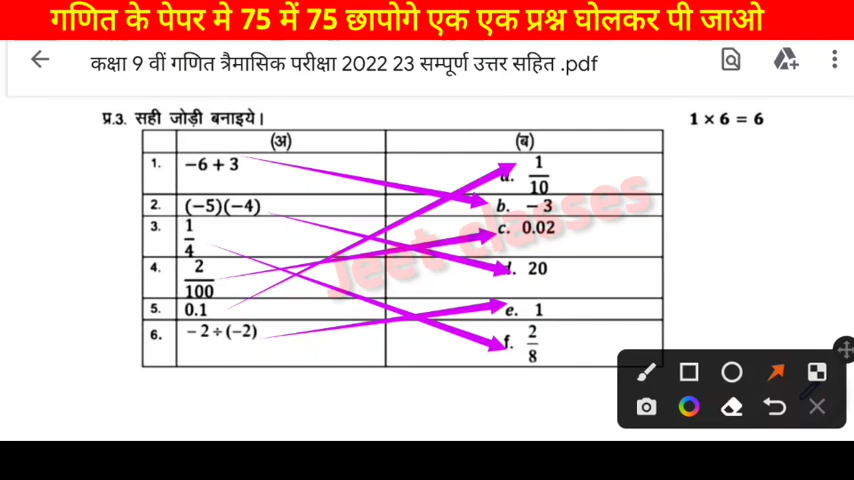 गणित के पेपर मे 75 में 75 छापोगे एक एक प्रश्न घोलकर पी जाओ
कक्षा 9 वीं गणित त्रैमासिक परीक्षा 2022 23 सम्पूर्ण उत्तर सहित .pdf
प्र.3. सही जोड़ी बनाइये। 1 × 6 = 6
(अ) (ब)
1. −6 + 3 a. 1/10
2. (−5)(−4) b. −3
3. 1/4 c. 0.02
4. 2/100 d. 20
5. 0.1 e. 1
6. −2÷(−2) f. 2/8
Jeet classes